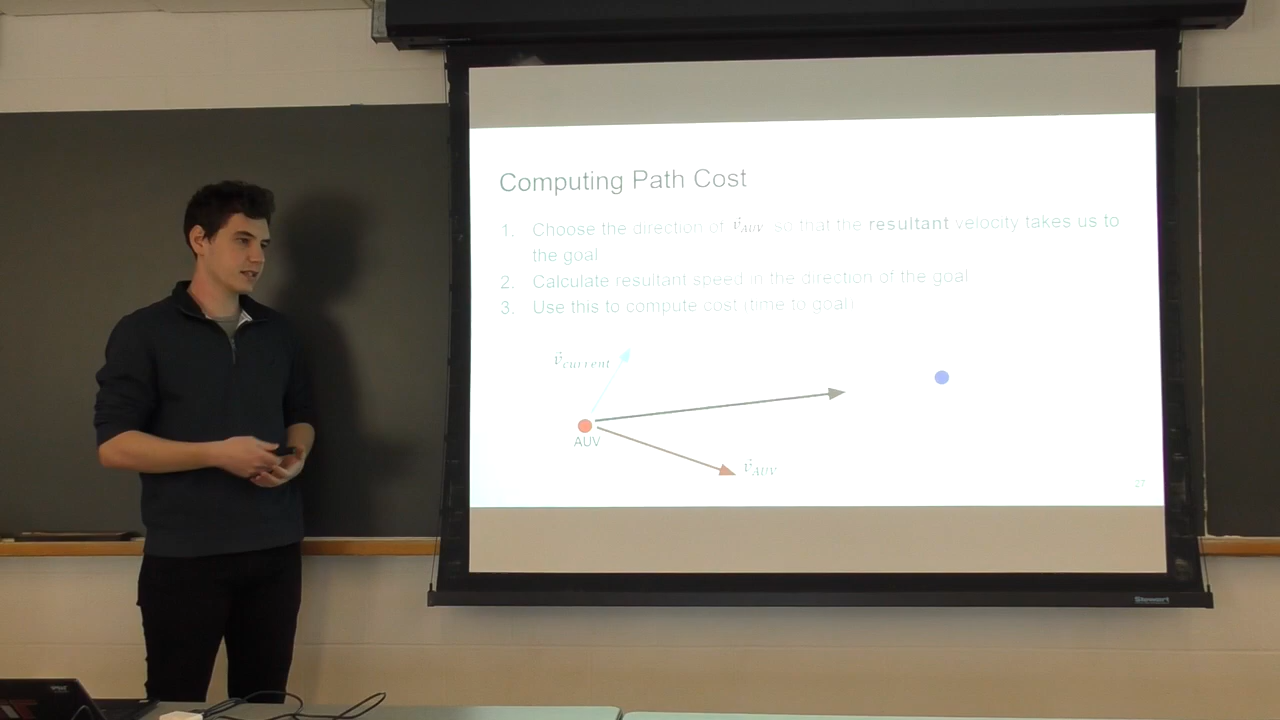 Computing Path Cost
1. Choose the direction of v⃗AUV so that the resultant velocity takes us to
the goal
2. Calculate resultant speed in the direction of the goal
3. Use this to compute cost (time to goal)
v⃗current
AUV
v⃗AUV
27
Stewart